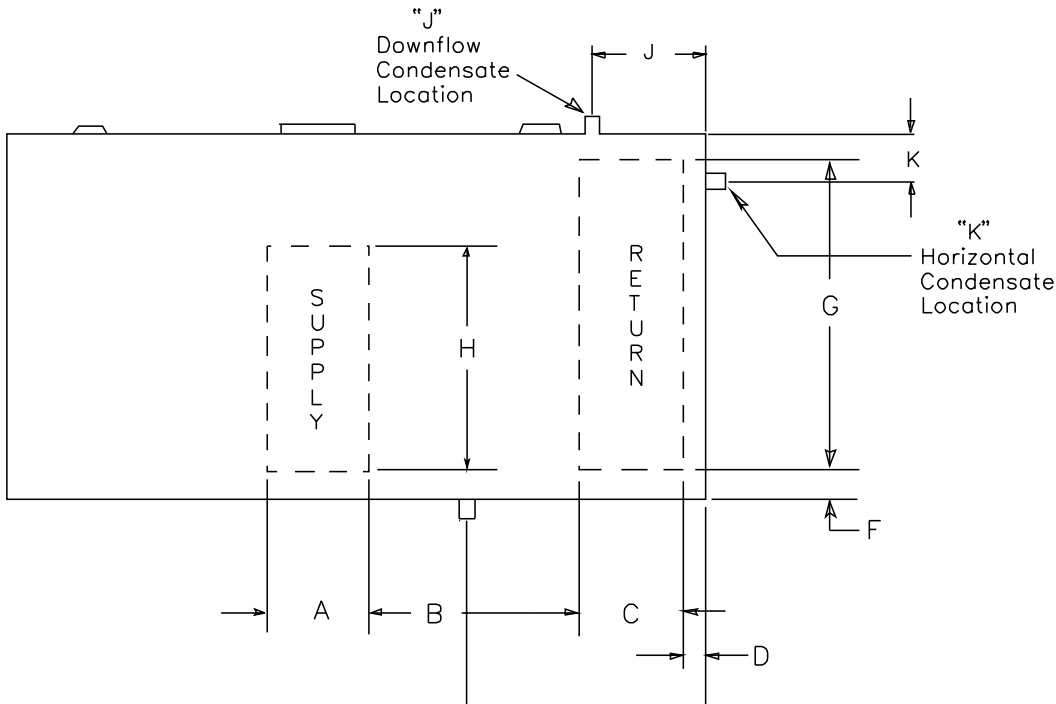 "J"
Downflow
Condensate
Location
J
K
"K"
Horizontal
Condensate
Location
SUPPLY
H
RETURN
G
F
A
B
C
D